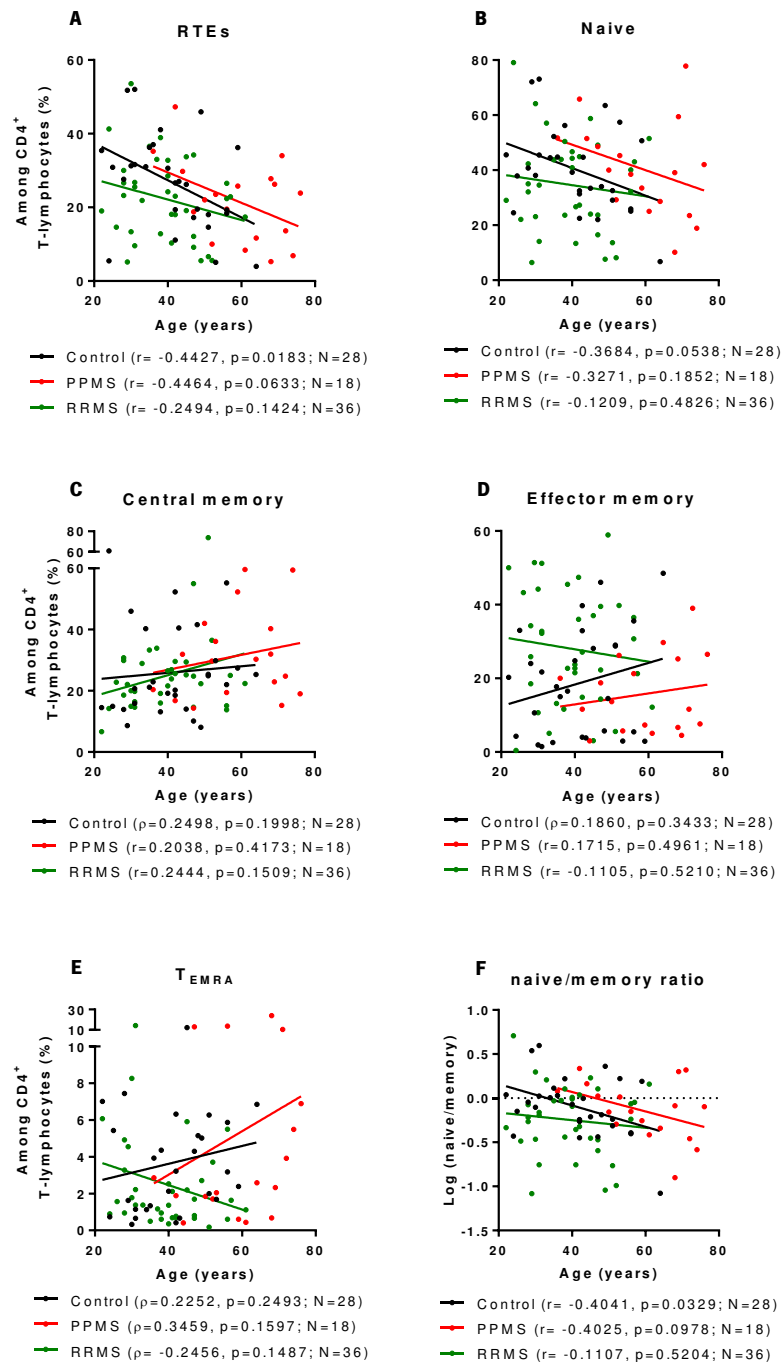 A
RTEs
60
40
20
0
20
40
60
80
Among CD4+
T-lymphocytes (%)
Age (years)
Control (r= -0.4427, p=0.0183; N=28)
PPMS (r= -0.4464, p=0.0633; N=18)
RRMS (r= -0.2494, p=0.1424; N=36)
B
Naive
80
60
40
20
0
20
40
60
80
Age (years)
Control (r= -0.3684, p=0.0538; N=28)
PPMS (r= -0.3271, p=0.1852; N=18)
RRMS (r= -0.1209, p=0.4826; N=36)
C
Central memory
80
60
60
40
20
0
20
40
60
80
Among CD4+
T-lymphocytes (%)
Age (years)
Control (ρ=0.2498, p=0.1998; N=28)
PPMS (r=0.2038, p=0.4173; N=18)
RRMS (r=0.2444, p=0.1509; N=36)
D
Effector memory
60
40
20
0
20
40
60
80
Age (years)
Control (ρ=0.1860, p=0.3433; N=28)
PPMS (r=0.1715, p=0.4961; N=18)
RRMS (r= -0.1105, p=0.5210; N=36)
E
TEMRA
30
10
8
6
4
2
0
20
40
60
80
Among CD4+
T-lymphocytes (%)
Age (years)
Control (ρ=0.2252, p=0.2493; N=28)
PPMS (ρ=0.3459, p=0.1597; N=18)
RRMS (ρ= -0.2456, p=0.1487; N=36)
F
naive/memory ratio
1.0
0.5
0.0
-0.5
-1.0
-1.5
20
40
60
80
Log (naive/memory)
Age (years)
Control (r= -0.4041, p=0.0329; N=28)
PPMS (r= -0.4025, p=0.0978; N=18)
RRMS (r= -0.1107, p=0.5204; N=36)